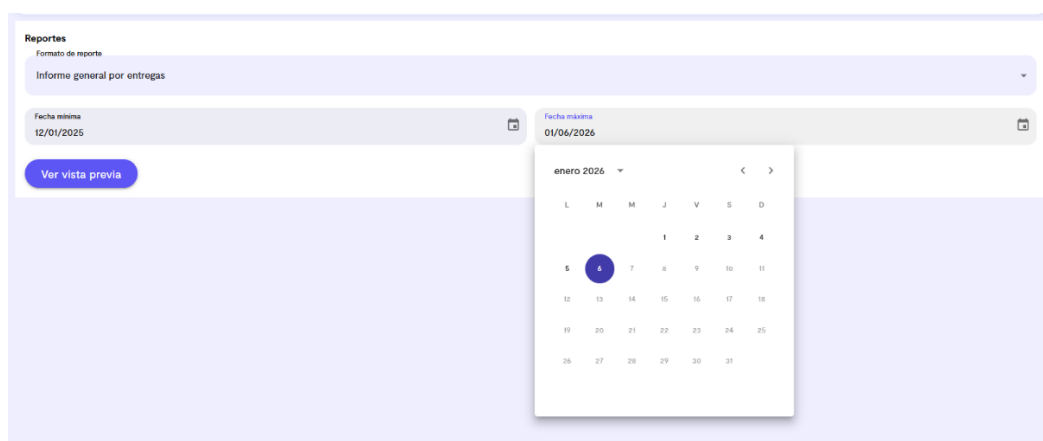 Reportes
Formato de reporte
Informe general por entregas
Fecha mínima
12/01/2025
Fecha máxima
01/06/2026
Ver vista previa
enero 2026
L M M J V S D
1 2 3 4
5 6 7 8 9 10 11
12 13 14 15 16 17 18
19 20 21 22 23 24 25
26 27 28 29 30 31